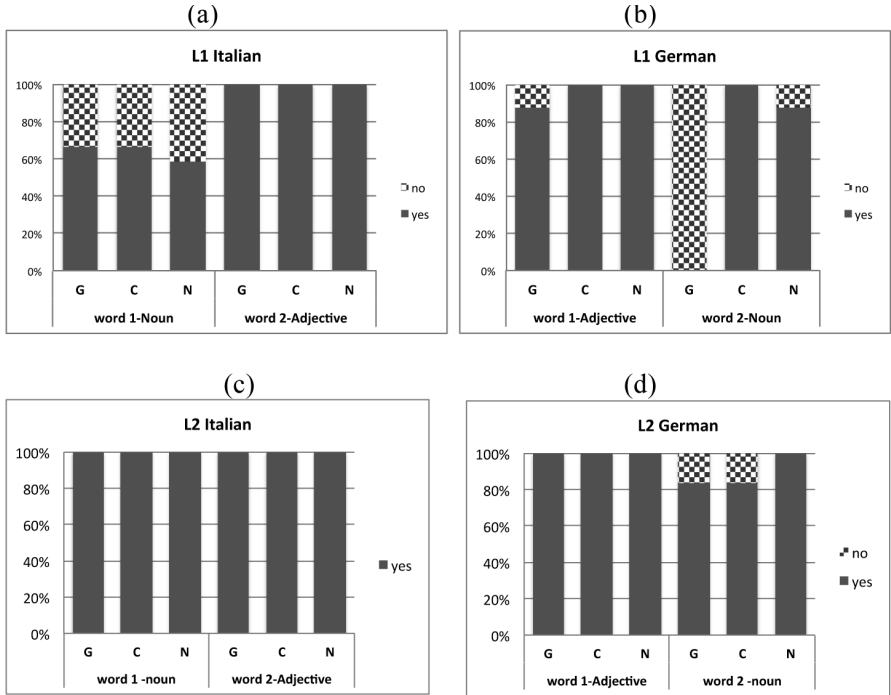 (a)
L1 Italian
100%
80%
60%
40%
20%
0%
G C N G C N
word 1-Noun word 2-Adjective
no
yes
(b)
L1 German
100%
80%
60%
40%
20%
0%
G C N G C N
word 1-Adjective word 2-Noun
no
yes
(c)
L2 Italian
100%
80%
60%
40%
20%
0%
G C N G C N
word 1 -noun word 2-Adjective
yes
(d)
L2 German
100%
80%
60%
40%
20%
0%
G C N G C N
word 1-Adjective word 2 -noun
no
yes